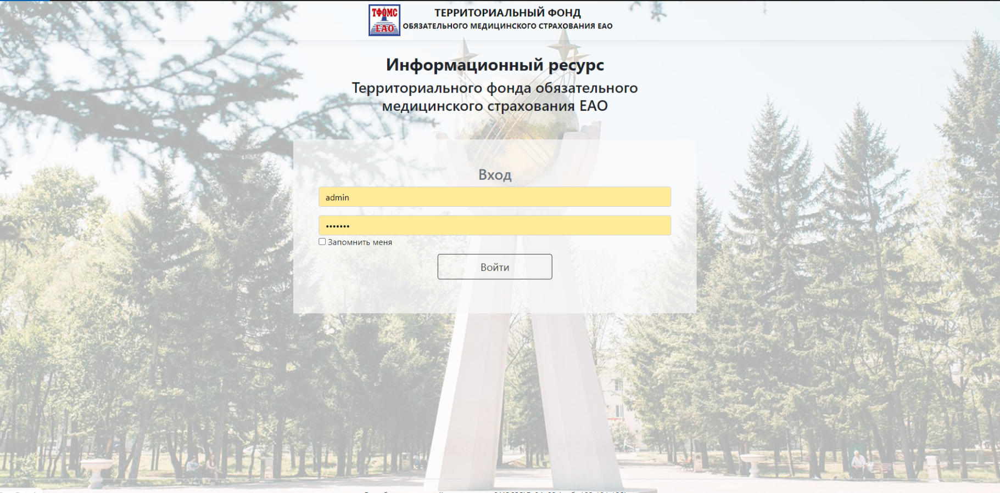 ТФОМС
ЕАО
ТЕРРИТОРИАЛЬНЫЙ ФОНД
ОБЯЗАТЕЛЬНОГО МЕДИЦИНСКОГО СТРАХОВАНИЯ ЕАО
Информационный ресурс
Территориального фонда обязательного
медицинского страхования ЕАО
Вход
admin
•••••••
Запомнить меня
Войти